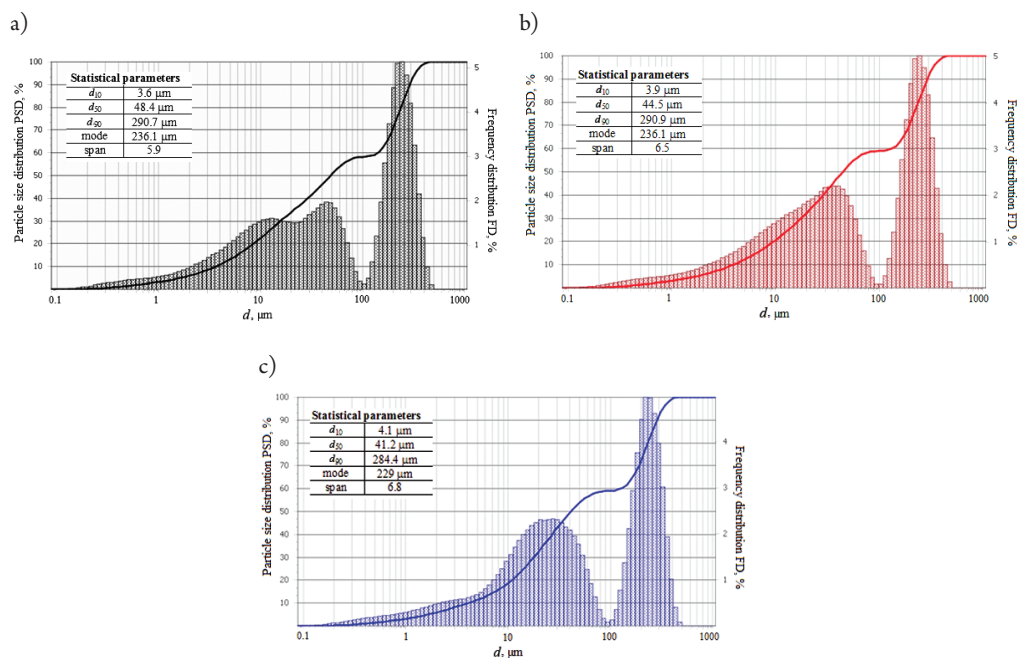 a)
Particle size distribution PSD, %
100
90
80
70
60
50
40
30
20
10
Statistical parameters
d10 3.6 µm
d50 48.4 µm
d90 290.7 µm
mode 236.1 µm
span 5.9
5
4
3
2
1
Frequency distribution FD, %
0.1 1 10 100 1000
d, µm
b)
Particle size distribution PSD, %
100
90
80
70
60
50
40
30
20
10
Statistical parameters
d10 3.9 µm
d50 44.5 µm
d90 290.9 µm
mode 236.1 µm
span 6.5
5
4
3
2
1
Frequency distribution FD, %
0.1 1 10 100 1000
d, µm
c)
Particle size distribution PSD, %
100
90
80
70
60
50
40
30
20
10
Statistical parameters
d10 4.1 µm
d50 41.2 µm
d90 284.4 µm
mode 229 µm
span 6.8
4
3
2
1
Frequency distribution FD, %
0.1 1 10 100 1000
d, µm